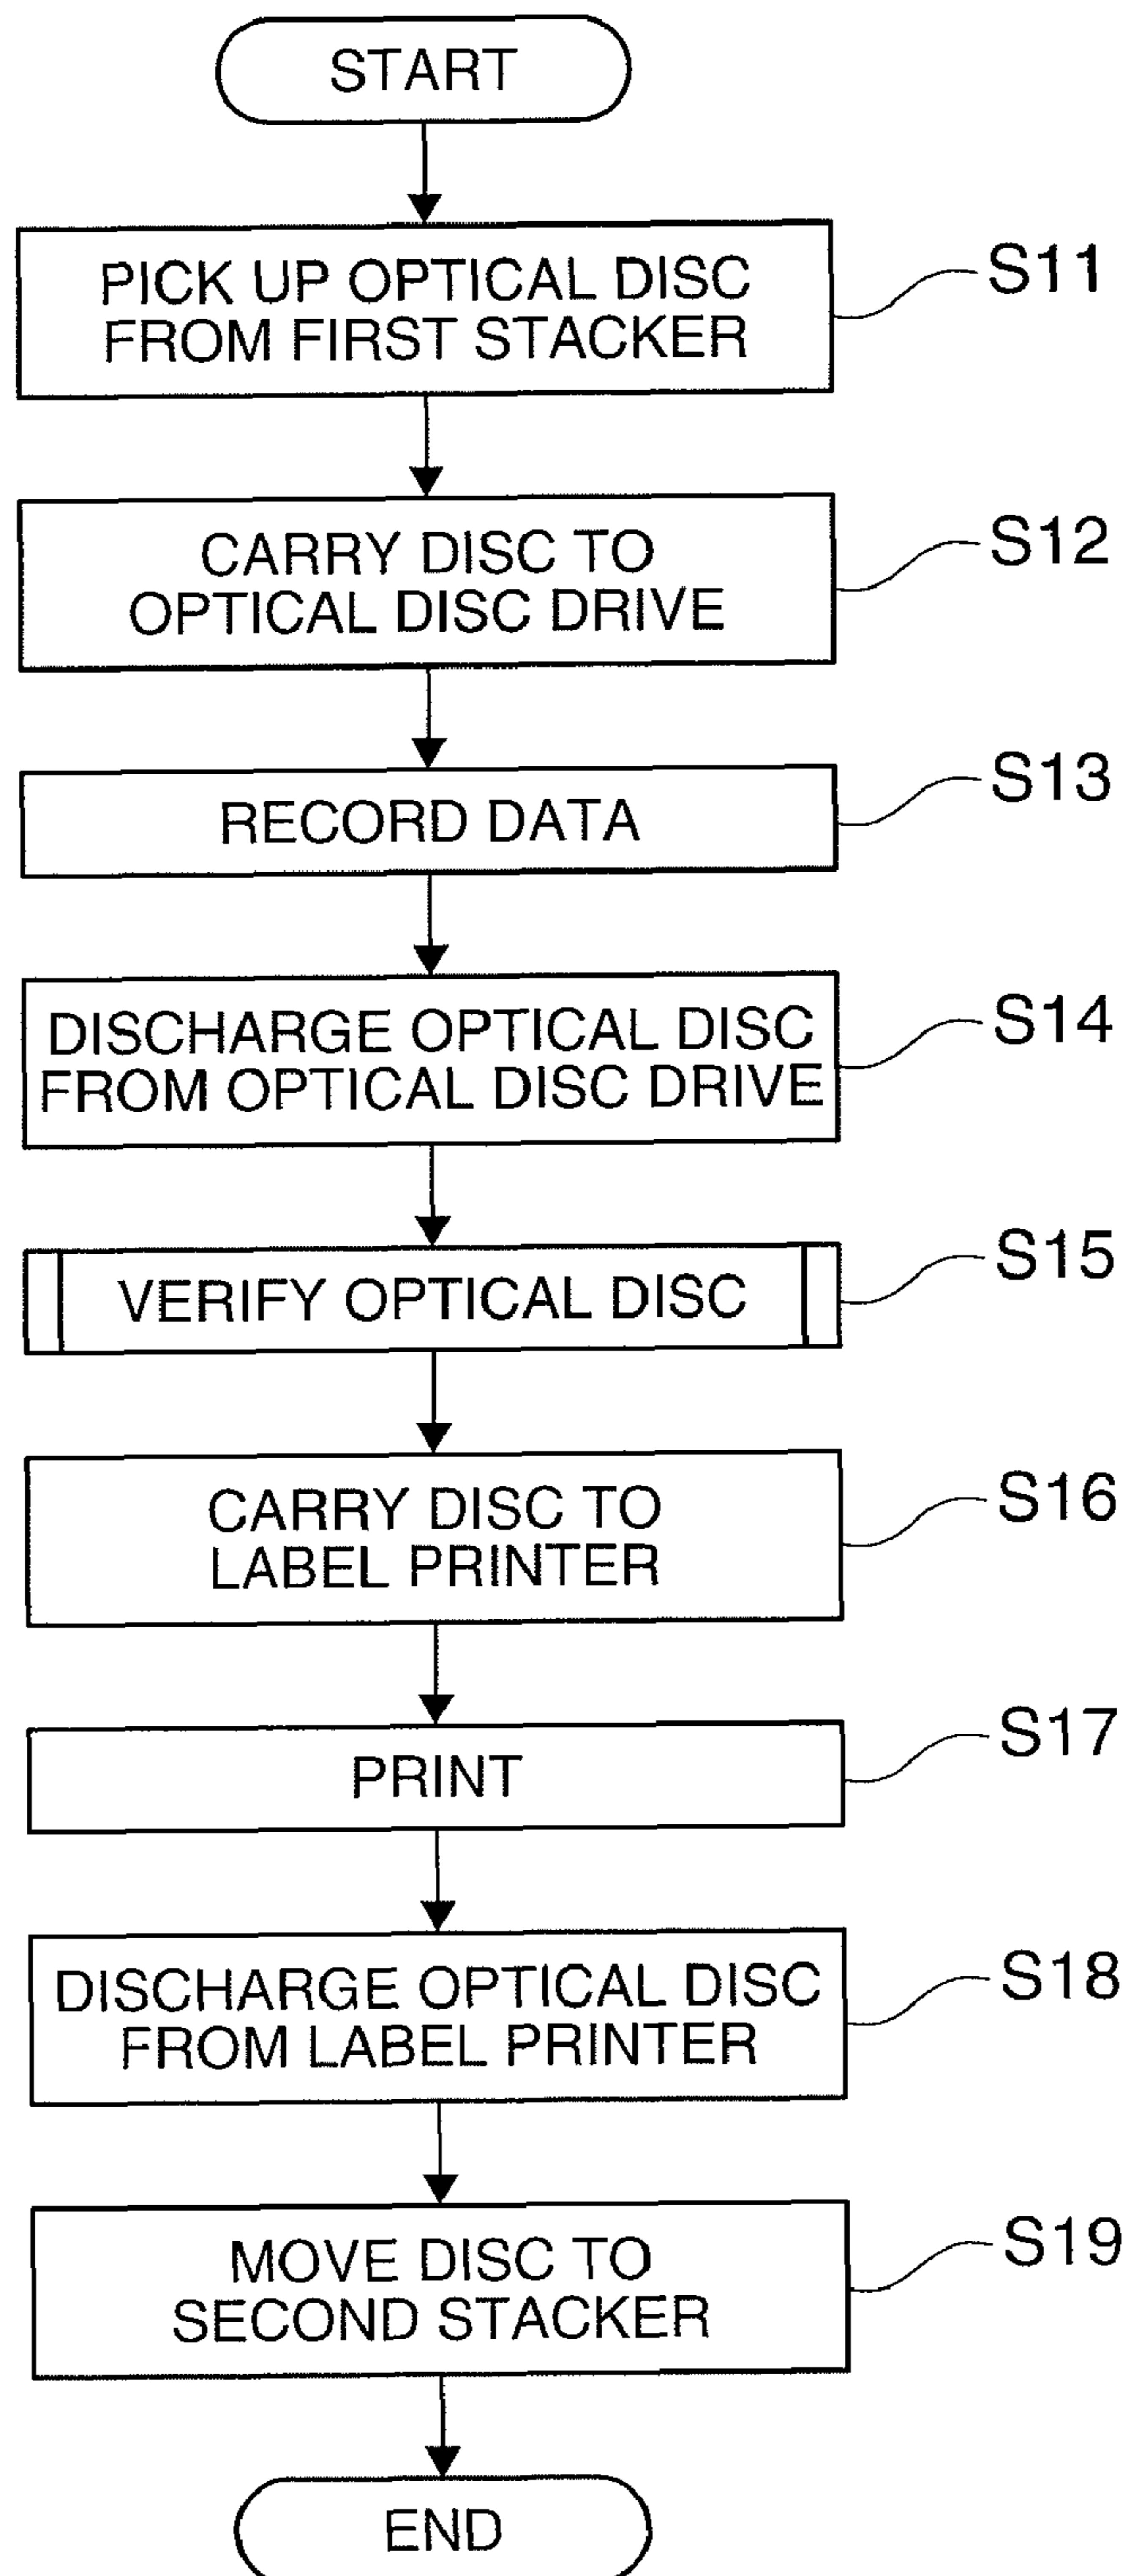 START
PICK UP OPTICAL DISC
FROM FIRST STACKER
S11
CARRY DISC TO
OPTICAL DISC DRIVE
S12
RECORD DATA
S13
DISCHARGE OPTICAL DISC
FROM OPTICAL DISC DRIVE
S14
VERIFY OPTICAL DISC
S15
CARRY DISC TO
LABEL PRINTER
S16
PRINT
S17
DISCHARGE OPTICAL DISC
FROM LABEL PRINTER
S18
MOVE DISC TO
SECOND STACKER
S19
END